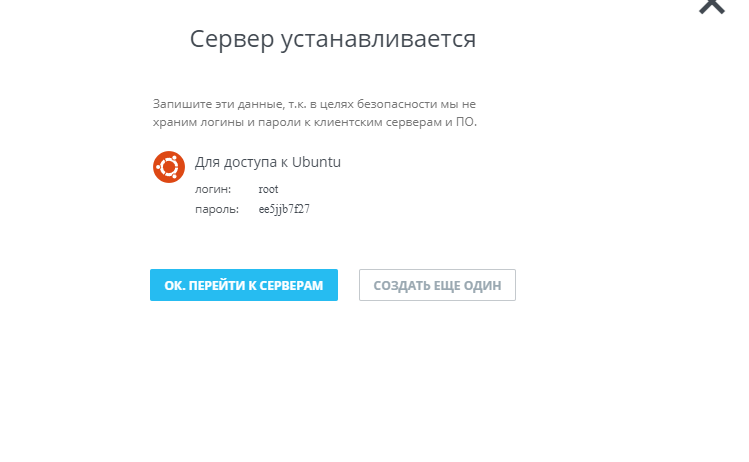 Сервер устанавливается
Запишите эти данные, т.к. в целях безопасности мы не
храним логины и пароли к клиентским серверам и ПО.
Для доступа к Ubuntu
логин: root
пароль: ee5jjb7f27
ОК. ПЕРЕЙТИ К СЕРВЕРАМ СОЗДАТЬ ЕЩЕ ОДИН